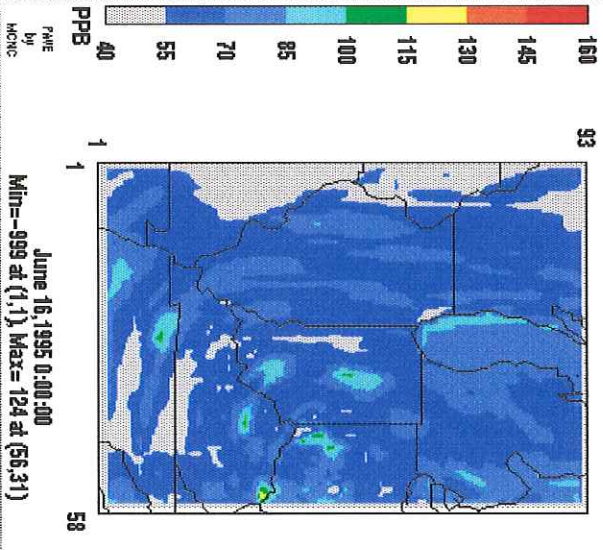 160
145
130
115
100
85
70
55
40
PPB
PAVE
by
MCNC
93
1
1
58
June 16,1995 0:00:00
Min=-999 at (1,1), Max= 124 at (56,31)